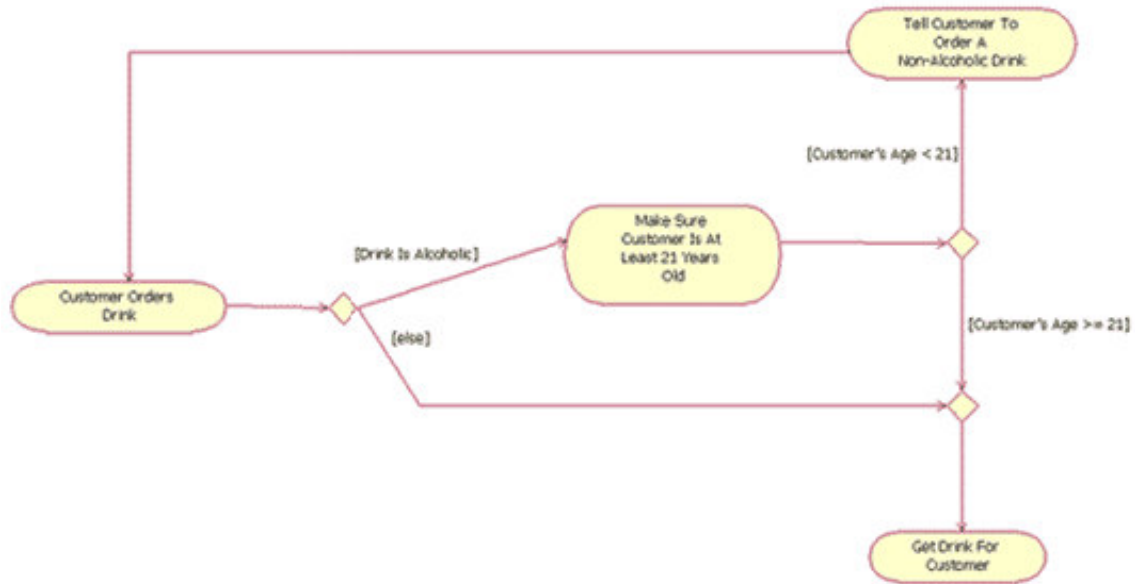 Tell Customer To
Order A
Non-Alcoholic Drink
[Customer's Age < 21]
Make Sure
Customer Is At
Least 21 Years
Old
[Drink Is Alcoholic]
Customer Orders
Drink
[else]
[Customer's Age >= 21]
Get Drink For
Customer